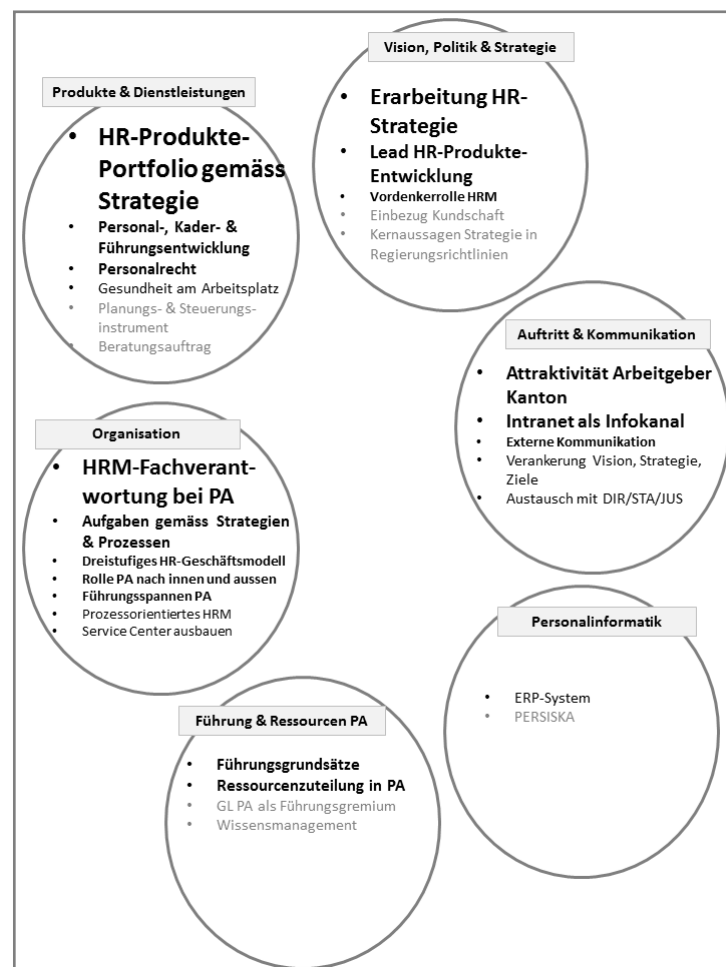 Vision, Politik & Strategie
• Erarbeitung HR-
Strategie
• Lead HR-Produkte-
Entwicklung
• Vordenkerrolle HRM
• Einbezug Kundschaft
• Kernaussagen Strategie in
Regierungsrichtlinien
Produkte & Dienstleistungen
• HR-Produkte-
Portfolio gemäss
Strategie
• Personal-, Kader- &
Führungsentwicklung
• Personalrecht
• Gesundheit am Arbeitsplatz
• Planungs- & Steuerungs-
instrument
• Beratungsauftrag
Auftritt & Kommunikation
• Attraktivität Arbeitgeber
Kanton
• Intranet als Infokanal
• Externe Kommunikation
• Verankerung Vision, Strategie,
Ziele
• Austausch mit DIR/STA/JUS
Organisation
• HRM-Fachverant-
wortung bei PA
• Aufgaben gemäss Strategien
& Prozessen
• Dreistufiges HR-Geschäftsmodell
• Rolle PA nach innen und aussen
• Führungsspannen PA
• Prozessorientiertes HRM
• Service Center ausbauen
Personalinformatik
• ERP-System
• PERSISKA
Führung & Ressourcen PA
• Führungsgrundsätze
• Ressourcenzuteilung in PA
• GL PA als Führungsgremium
• Wissensmanagement